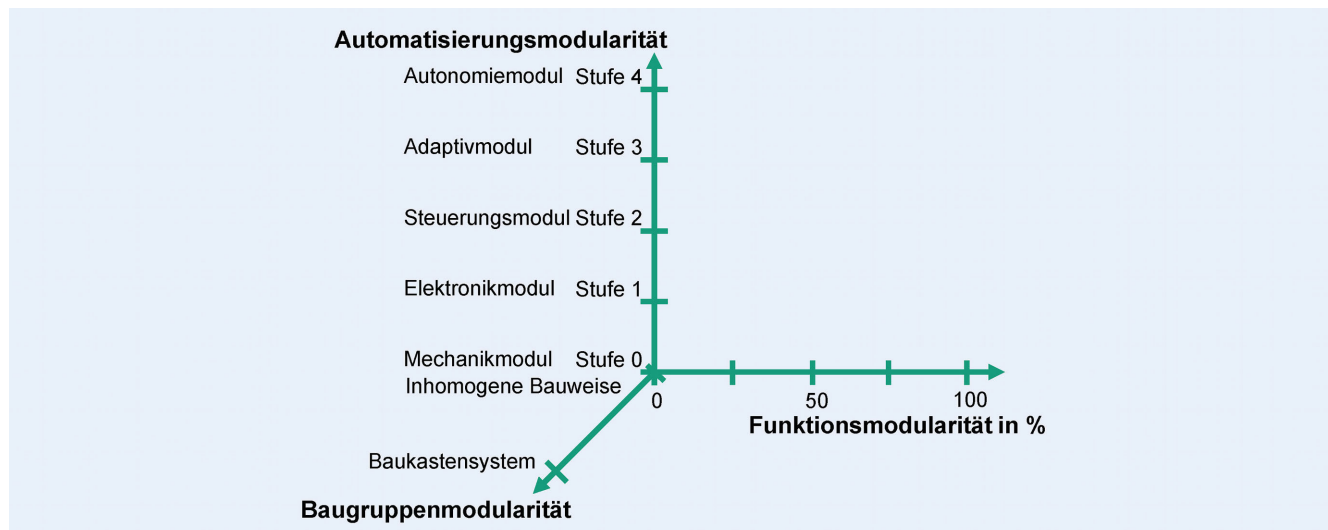 Automatisierungsmodularität
Autonomiemodul Stufe 4
Adaptivmodul Stufe 3
Steuerungsmodul Stufe 2
Elektronikmodul Stufe 1
Mechanikmodul Stufe 0
Inhomogene Bauweise
0 50 100
Funktionsmodularität in %
Baukastensystem
Baugruppenmodularität